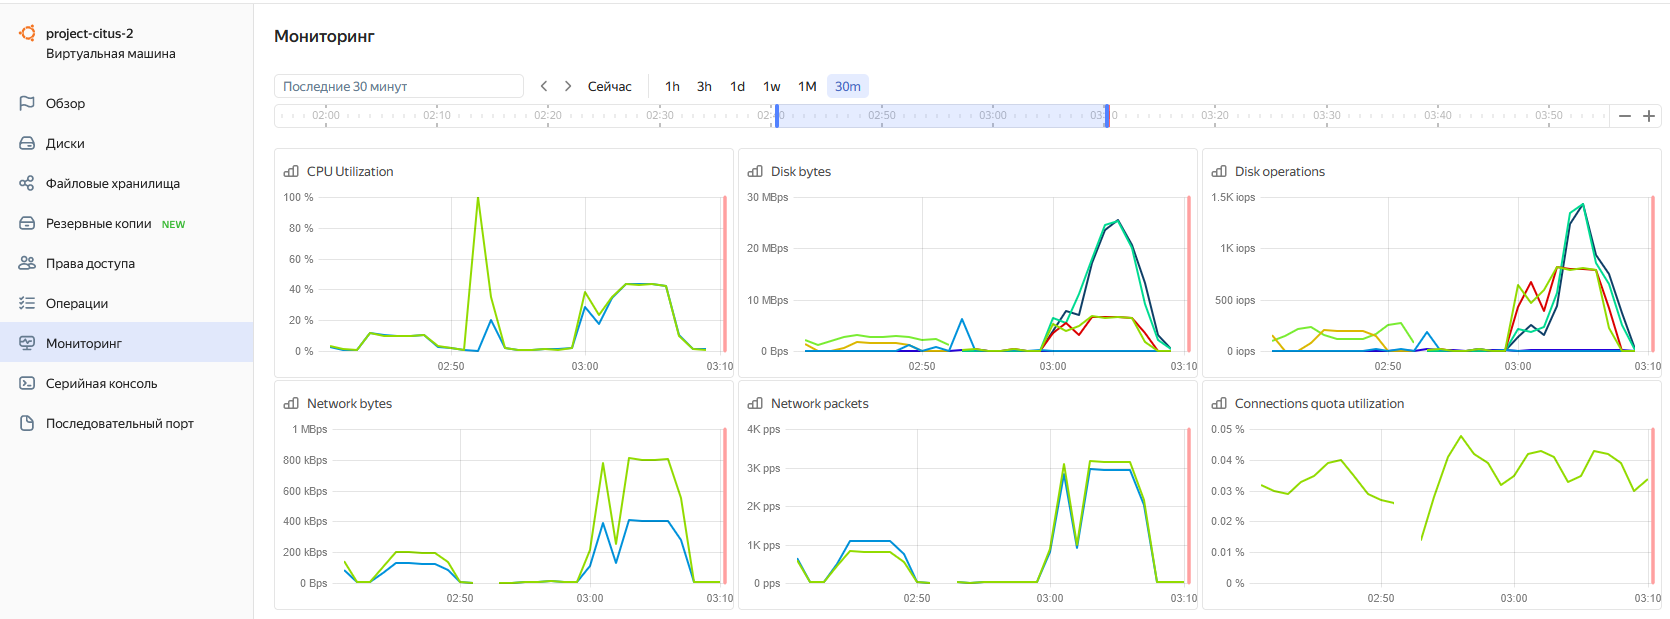 project-citus-2
Виртуальная машина
Обзор
Диски
Файловые хранилища
Резервные копии NEW
Права доступа
Операции
Мониторинг
Серийная консоль
Последовательный порт
Мониторинг
Последние 30 минут Сейчас 1h 3h 1d 1w 1M 30m
02:00 02:10 02:20 02:30 02:50 03:00 03:20 03:30 03:40 03:50
CPU Utilization
100 %
80 %
60 %
40 %
20 %
0 %
02:50 03:00 03:10
Disk bytes
30 MBps
20 MBps
10 MBps
0 Bps
02:50 03:00 03:10
Disk operations
1.5K iops
1K iops
500 iops
0 iops
02:50 03:00 03:10
Network bytes
1 MBps
800 kBps
600 kBps
400 kBps
200 kBps
0 Bps
02:50 03:00 03:10
Network packets
4K pps
3K pps
2K pps
1K pps
0 pps
02:50 03:00 03:10
Connections quota utilization
0.05 %
0.04 %
0.03 %
0.02 %
0.01 %
0 %
02:50 03:00 03:10